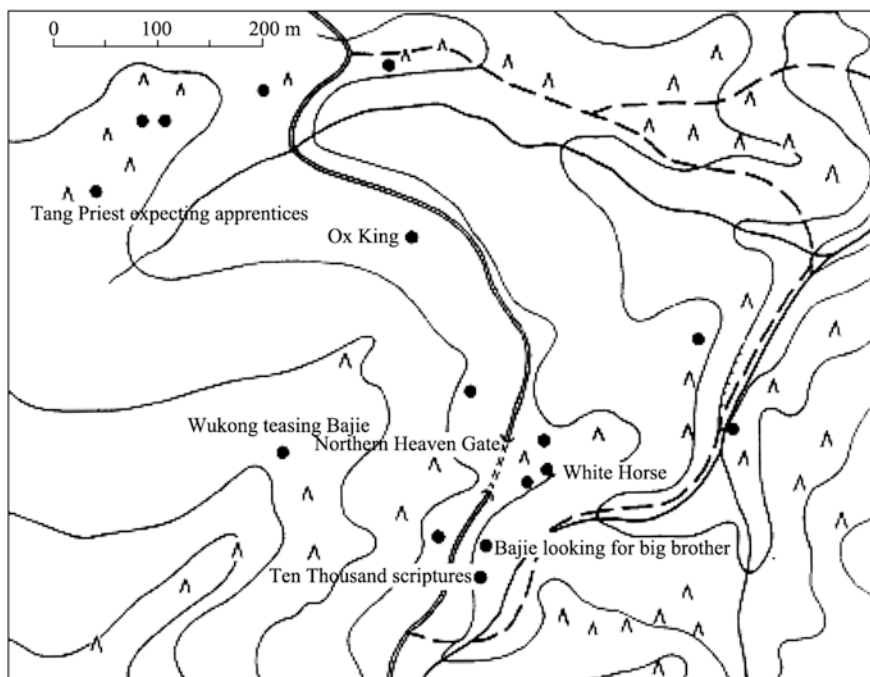 0 100 200 m
Tang Priest expecting apprentices
Ox King
Wukong teasing Bajie
Northern Heaven Gate
White Horse
Bajie looking for big brother
Ten Thousand scriptures